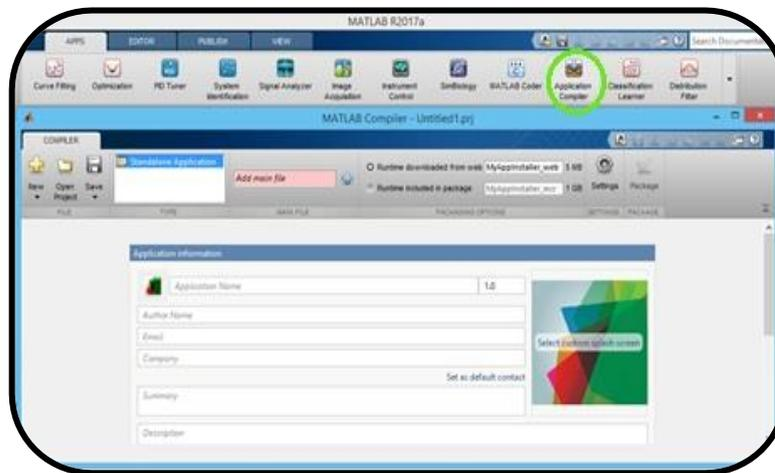 MATLAB R2017a
APPS EDITOR PUBLISH VIEW Search Documentation
Curve Fitting Optimization PID Tuner System Identification Signal Analyzer Image Acquisition Instrument Control SimBiology MATLAB Coder Application Compiler Classification Learner Distribution Fitter
MATLAB Compiler - Untitled1.prj
COMPILER
Standalone Application
Add main file
Runtime downloaded from web MyAppInstaller_web 5 MB
Runtime included in package MyAppInstaller_mcr 1 GB
New Open Project Save Settings Package
FILE TYPE MAIN FILE PACKAGING OPTIONS SETTINGS PACKAGE
Application information
Application Name 1.0
Author Name
Email
Select custom splash screen
Company
Set as default contact
Summary
Description